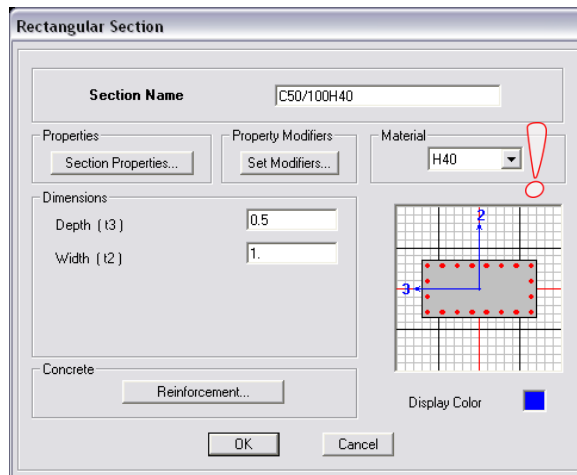 Rectangular Section
Section Name C50/100H40
Properties Property Modifiers Material
Section Properties... Set Modifiers... H40 !
Dimensions
Depth ( t3 ) 0.5
Width ( t2 ) 1.
2
3
Concrete
Reinforcement...
Display Color
OK Cancel